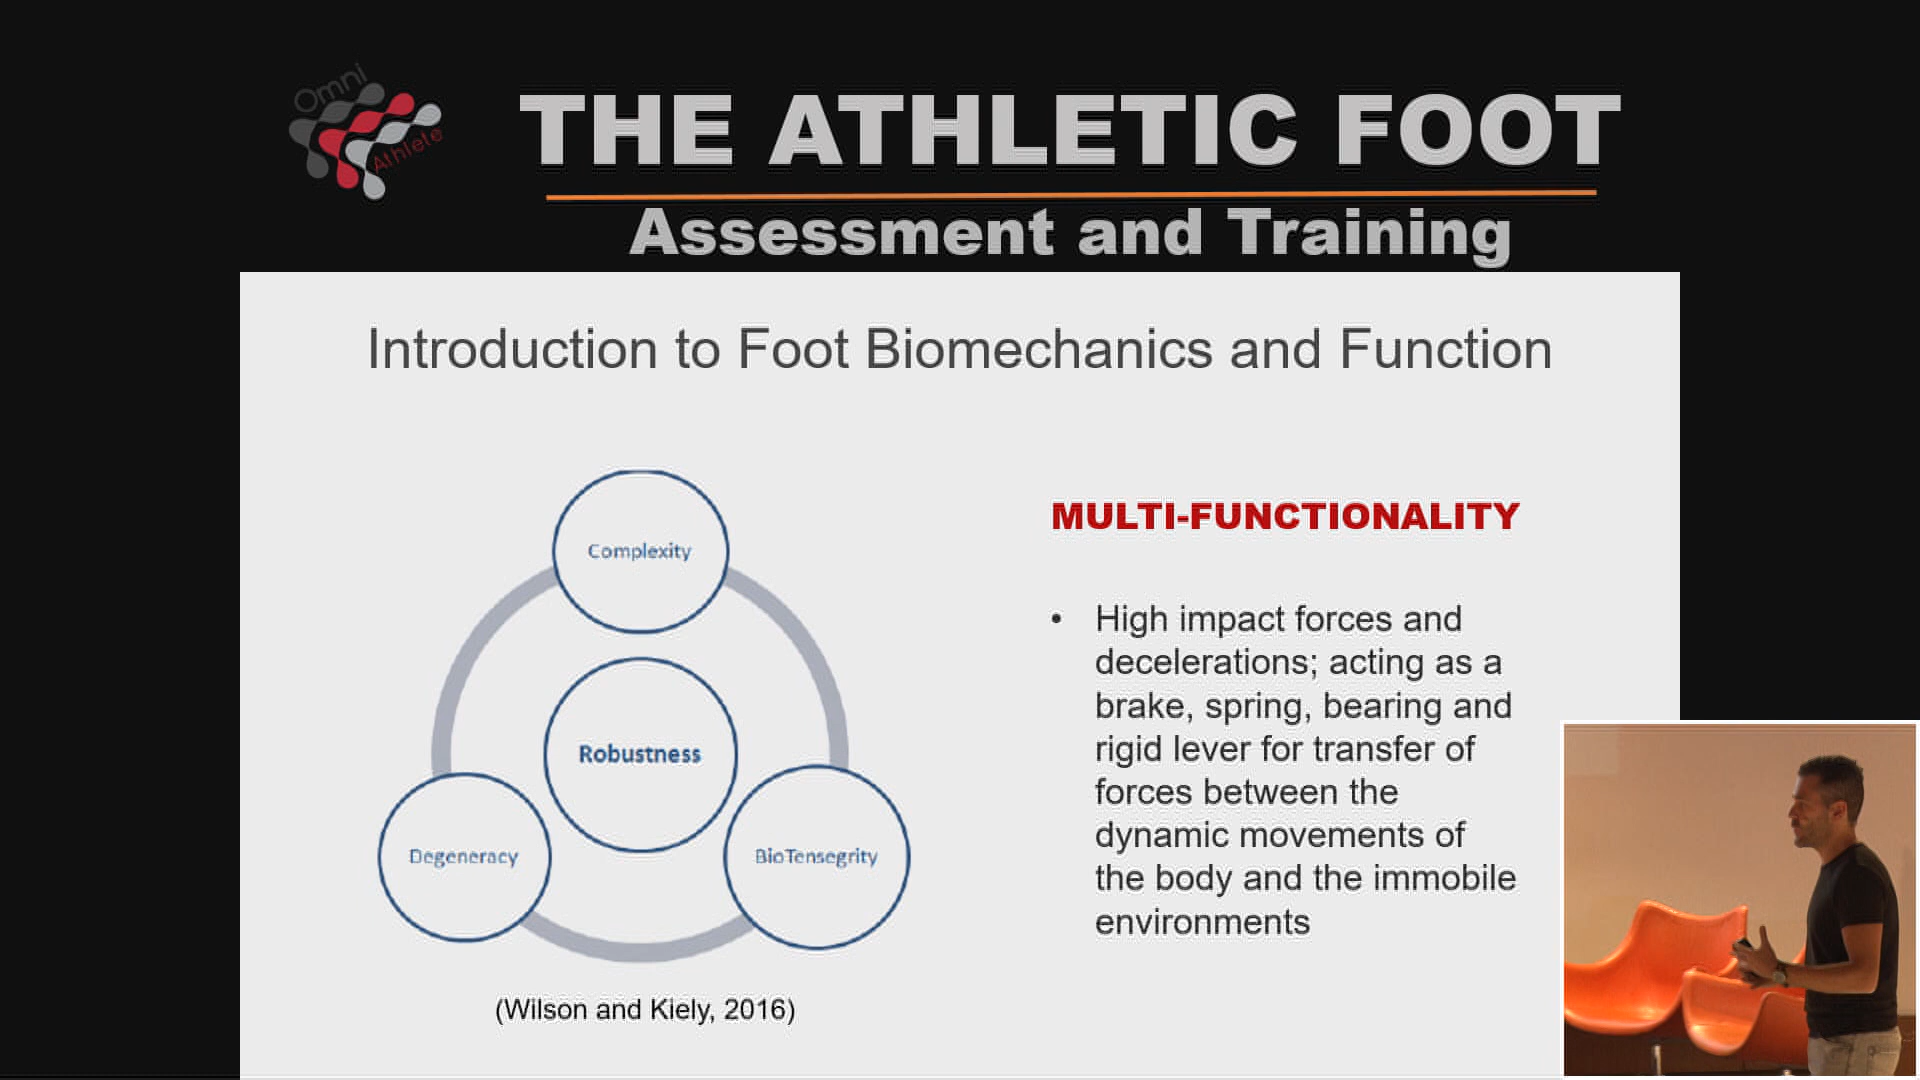 Omni
Athlete
THE ATHLETIC FOOT
Assessment and Training
Introduction to Foot Biomechanics and Function
Complexity
Robustness
Degeneracy
BioTensegrity
(Wilson and Kiely, 2016)
MULTI-FUNCTIONALITY
• High impact forces and
decelerations; acting as a
brake, spring, bearing and
rigid lever for transfer of
forces between the
dynamic movements of
the body and the immobile
environments